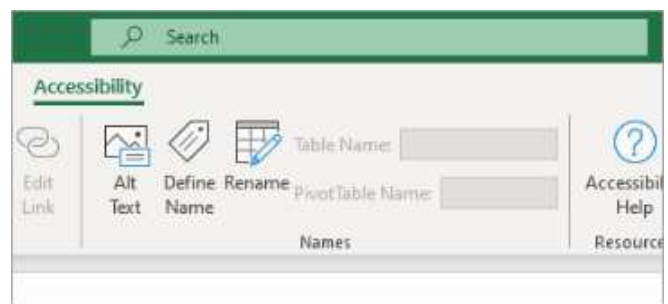 Search
Accessibility
Edit Link
Alt Text
Define Name
Rename
Table Name:
PivotTable Name:
Names
Accessibil
Help
Resource